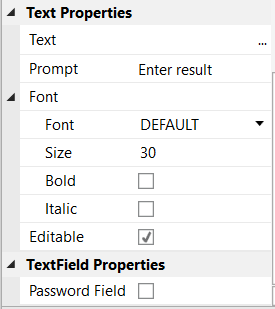 Text Properties
Text ...
Prompt Enter result
Font
Font DEFAULT
Size 30
Bold
Italic
Editable
TextField Properties
Password Field